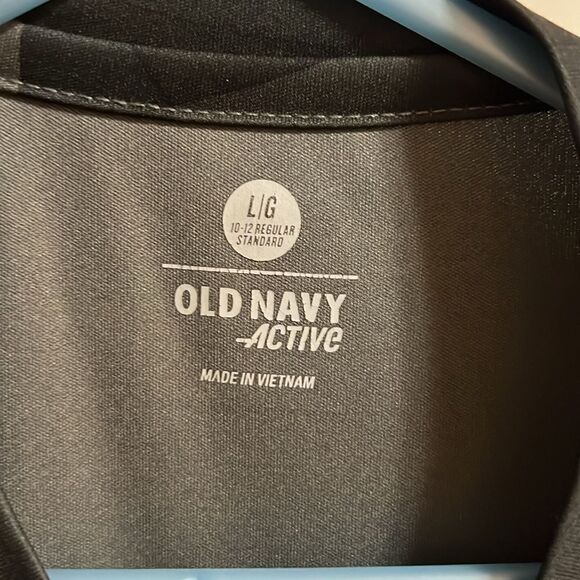 L|G
10-12 REGULAR
STANDARD
OLD NAVY
ACTIVE
MADE IN VIETNAM